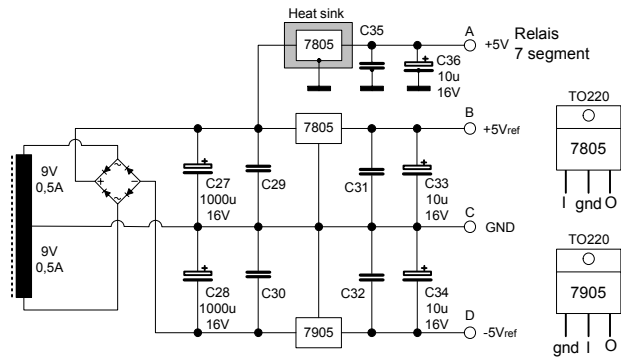 Heat sink
7805
C35
C36
10u
16V
A
+5V
Relais
7 segment
9V
0,5A
9V
0,5A
~
+
-
~
+
C27
1000u
16V
C29
7805
C31
+
C33
10u
16V
B
+5Vref
C
GND
+
C28
1000u
16V
C30
7905
C32
+
C34
10u
16V
D
-5Vref
+
TO220
7805
I gnd O
TO220
7905
gnd I O